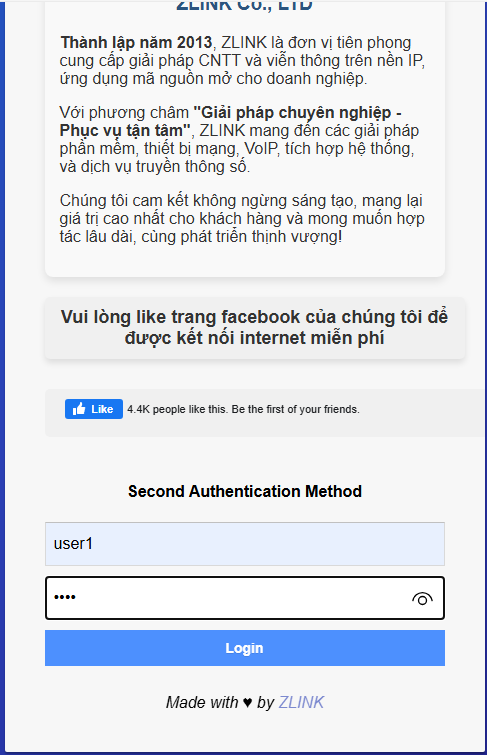 ZLINK Co., LTD
Thành lập năm 2013, ZLINK là đơn vị tiên phong
cung cấp giải pháp CNTT và viễn thông trên nền IP,
ứng dụng mã nguồn mở cho doanh nghiệp.
Với phương châm "Giải pháp chuyên nghiệp -
Phục vụ tận tâm", ZLINK mang đến các giải pháp
phần mềm, thiết bị mạng, VoIP, tích hợp hệ thống,
và dịch vụ truyền thông số.
Chúng tôi cam kết không ngừng sáng tạo, mang lại
giá trị cao nhất cho khách hàng và mong muốn hợp
tác lâu dài, cùng phát triển thịnh vượng!
Vui lòng like trang facebook của chúng tôi để
được kết nối internet miễn phí
Like 4.4K people like this. Be the first of your friends.
Second Authentication Method
user1
••••
Login
Made with ♥ by ZLINK